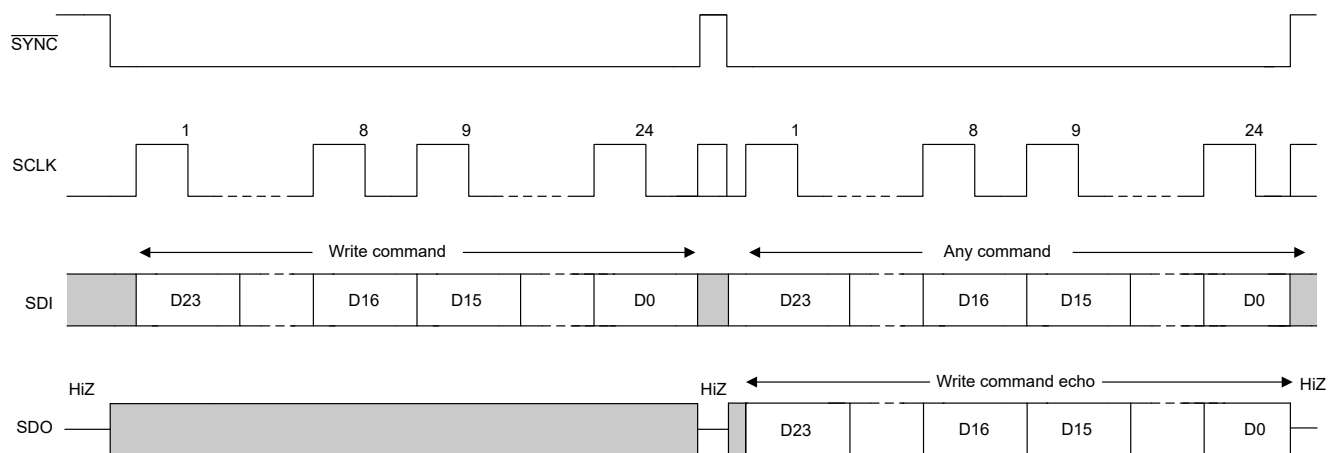 SYNC
1 8 9 24 1 8 9 24
SCLK
Write command Any command
SDI D23 D16 D15 D0 D23 D16 D15 D0
HiZ HiZ Write command echo HiZ
SDO D23 D16 D15 D0